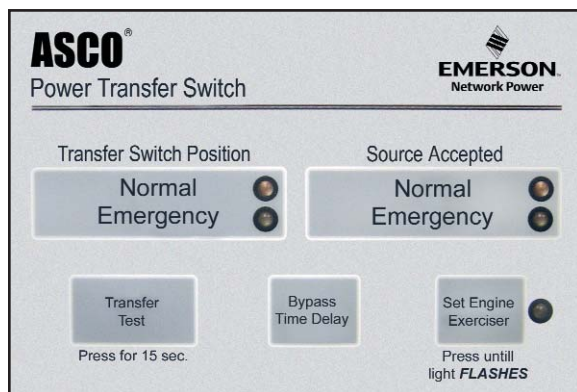 ASCO®
Power Transfer Switch
EMERSON™
Network Power
Transfer Switch Position
Normal
Emergency
Source Accepted
Normal
Emergency
Transfer
Test
Press for 15 sec.
Bypass
Time Delay
Set Engine
Exerciser
Press untill
light FLASHES